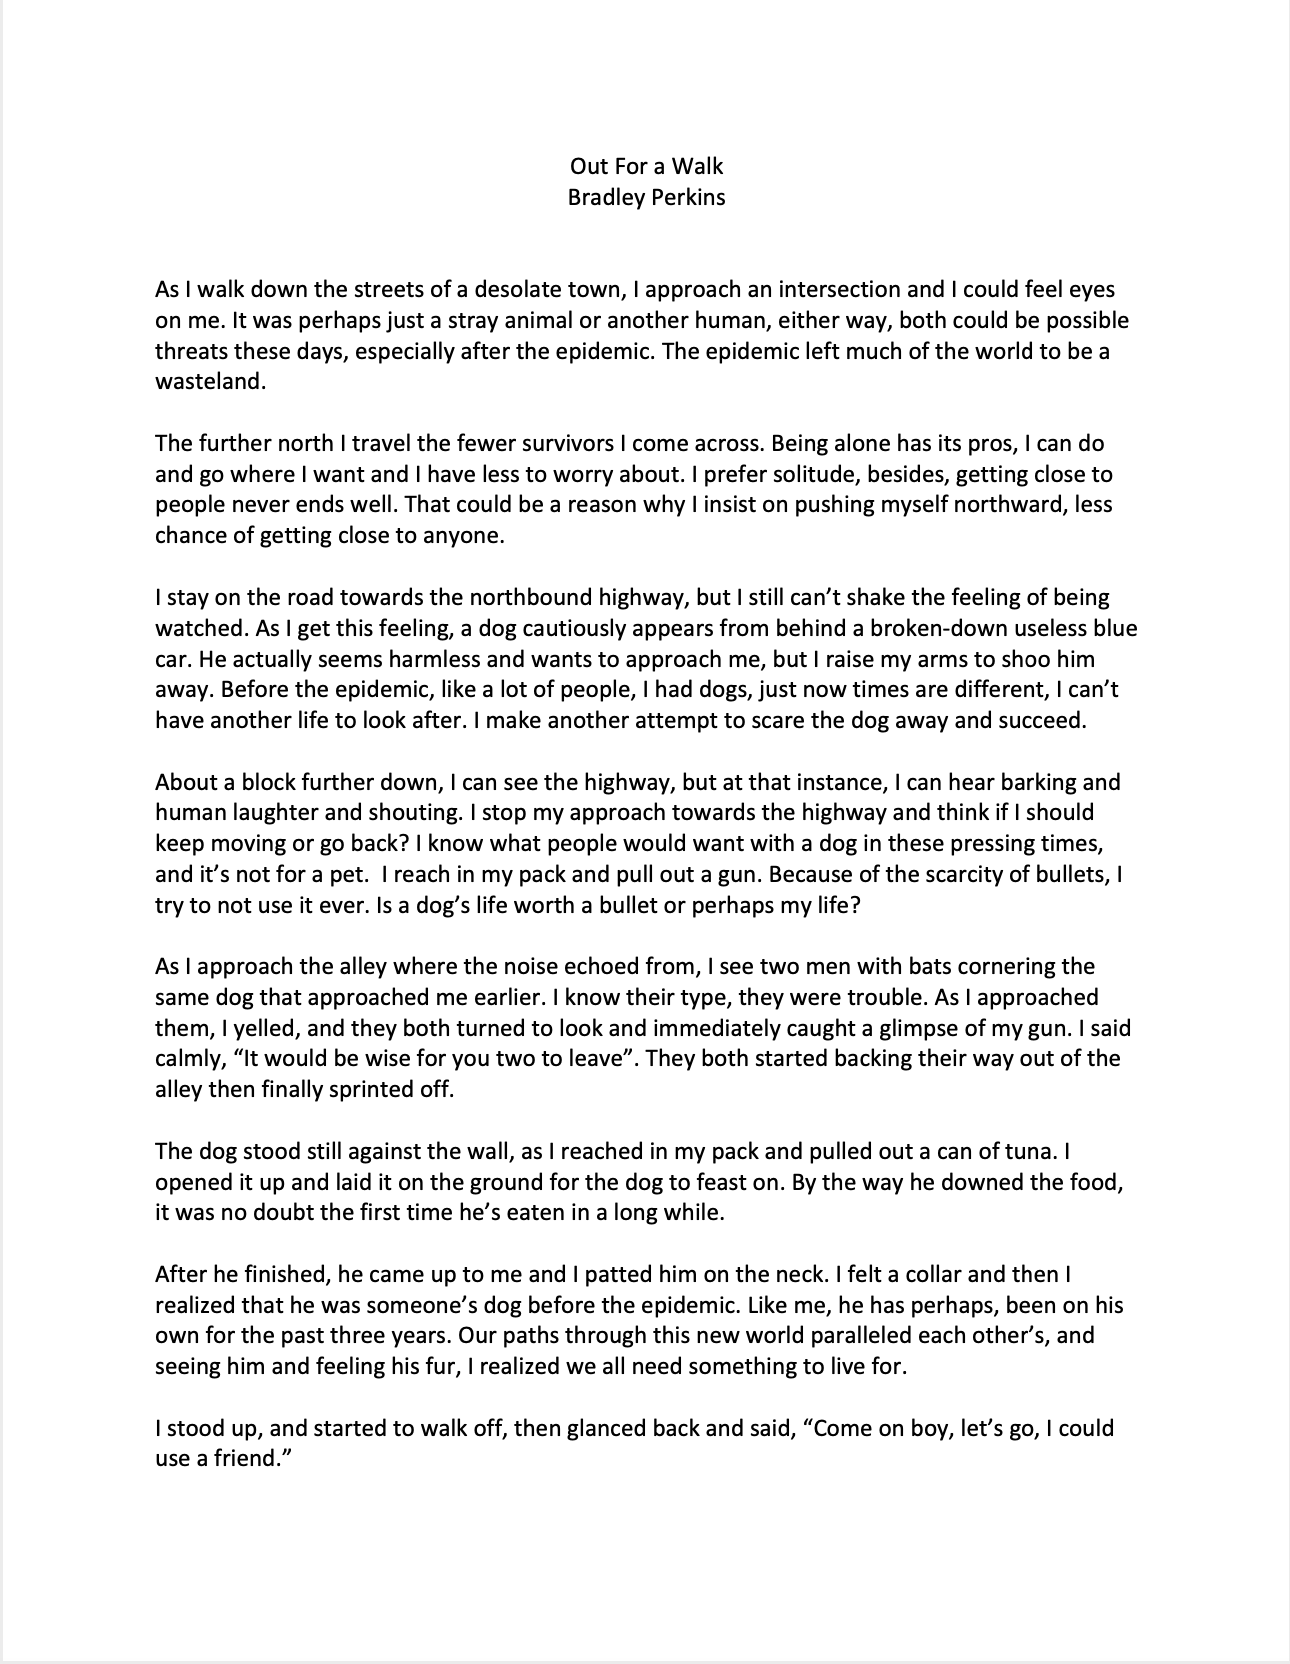 Out For a Walk
Bradley Perkins
As I walk down the streets of a desolate town, I approach an intersection and I could feel eyes
on me. It was perhaps just a stray animal or another human, either way, both could be possible
threats these days, especially after the epidemic. The epidemic left much of the world to be a
wasteland.
The further north I travel the fewer survivors I come across. Being alone has its pros, I can do
and go where I want and I have less to worry about. I prefer solitude, besides, getting close to
people never ends well. That could be a reason why I insist on pushing myself northward, less
chance of getting close to anyone.
I stay on the road towards the northbound highway, but I still can’t shake the feeling of being
watched. As I get this feeling, a dog cautiously appears from behind a broken-down useless blue
car. He actually seems harmless and wants to approach me, but I raise my arms to shoo him
away. Before the epidemic, like a lot of people, I had dogs, just now times are different, I can’t
have another life to look after. I make another attempt to scare the dog away and succeed.
About a block further down, I can see the highway, but at that instance, I can hear barking and
human laughter and shouting. I stop my approach towards the highway and think if I should
keep moving or go back? I know what people would want with a dog in these pressing times,
and it’s not for a pet.  I reach in my pack and pull out a gun. Because of the scarcity of bullets, I
try to not use it ever. Is a dog’s life worth a bullet or perhaps my life?
As I approach the alley where the noise echoed from, I see two men with bats cornering the
same dog that approached me earlier. I know their type, they were trouble. As I approached
them, I yelled, and they both turned to look and immediately caught a glimpse of my gun. I said
calmly, “It would be wise for you two to leave”. They both started backing their way out of the
alley then finally sprinted off.
The dog stood still against the wall, as I reached in my pack and pulled out a can of tuna. I
opened it up and laid it on the ground for the dog to feast on. By the way he downed the food,
it was no doubt the first time he’s eaten in a long while.
After he finished, he came up to me and I patted him on the neck. I felt a collar and then I
realized that he was someone’s dog before the epidemic. Like me, he has perhaps, been on his
own for the past three years. Our paths through this new world paralleled each other’s, and
seeing him and feeling his fur, I realized we all need something to live for.
I stood up, and started to walk off, then glanced back and said, “Come on boy, let’s go, I could
use a friend.”